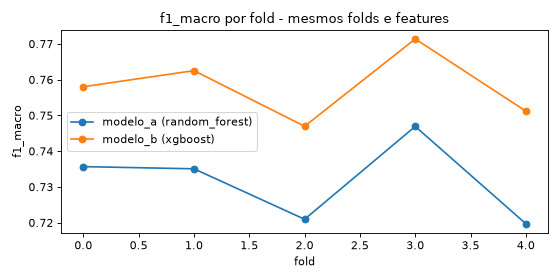 f1_macro por fold - mesmos folds e features
f1_macro
0.77
0.76
0.75
0.74
0.73
0.72
modelo_a (random_forest)
modelo_b (xgboost)
0.0 0.5 1.0 1.5 2.0 2.5 3.0 3.5 4.0
fold